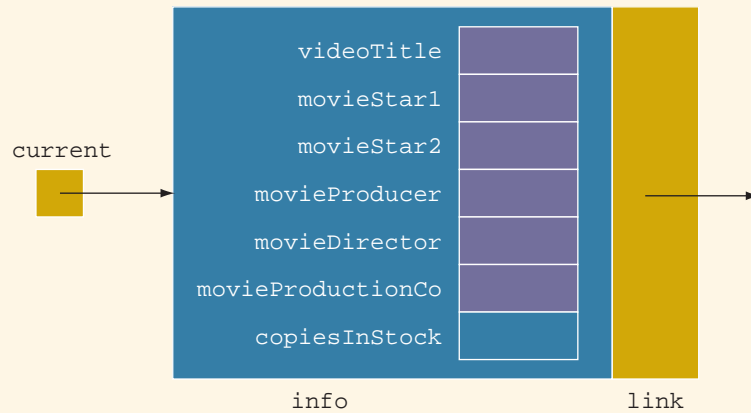 videoTitle
movieStar1
movieStar2
current
movieProducer
movieDirector
movieProductionCo
copiesInStock
info
link